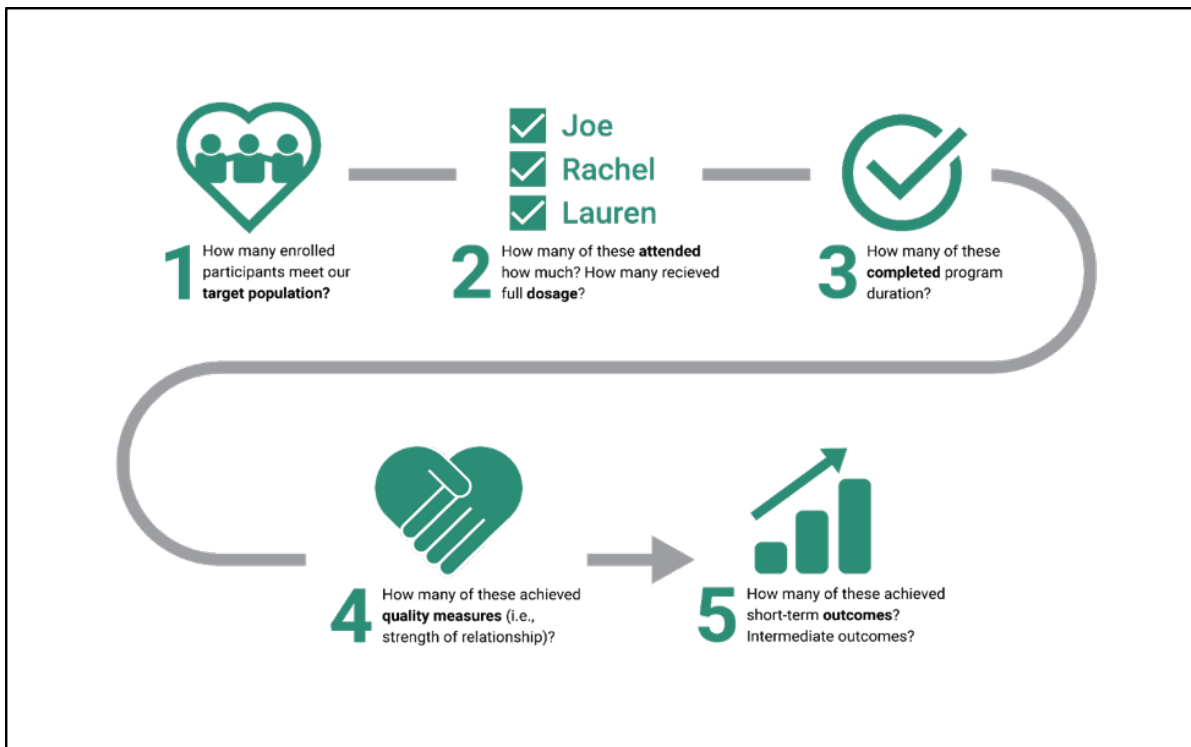 Joe
Rachel
Lauren
1 How many enrolled
participants meet our
target population?
2 How many of these attended
how much? How many recieved
full dosage?
3 How many of these
completed program
duration?
4 How many of these achieved
quality measures (i.e.,
strength of relationship)?
5 How many of these achieved
short-term outcomes?
Intermediate outcomes?